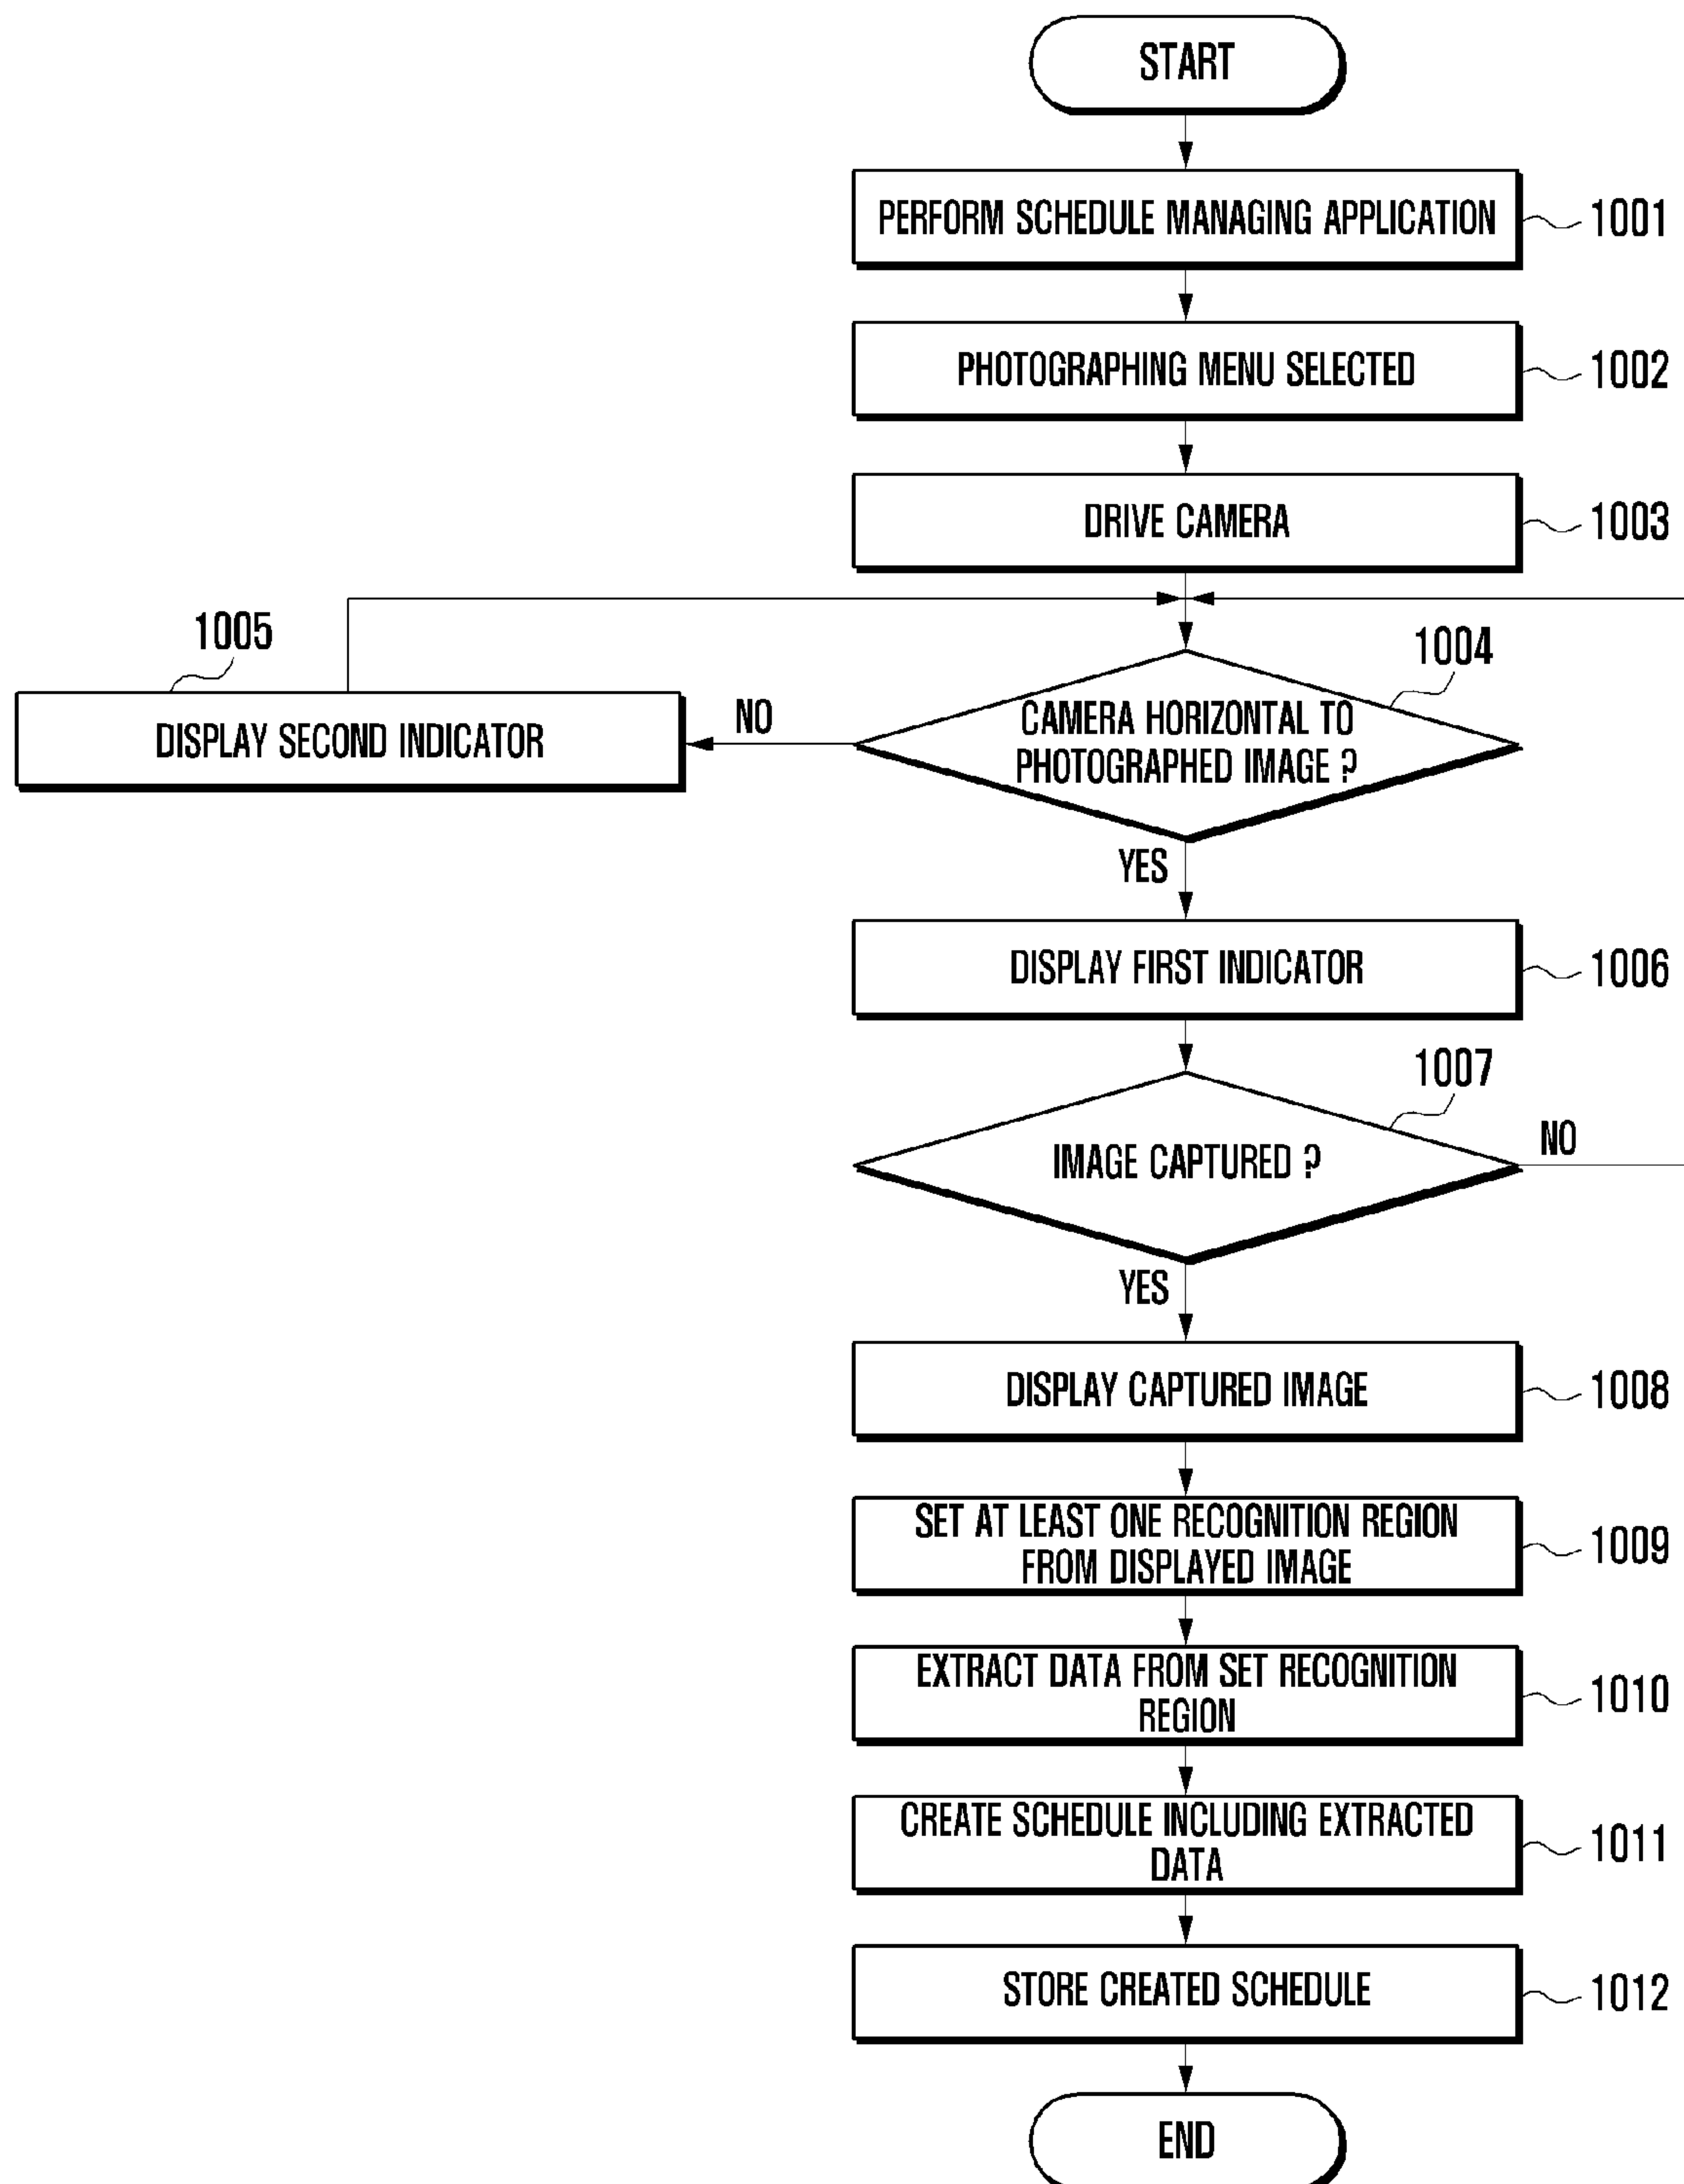 START
PERFORM SCHEDULE MANAGING APPLICATION
1001
PHOTOGRAPHING MENU SELECTED
1002
DRIVE CAMERA
1003
1005
1004
DISPLAY SECOND INDICATOR
NO
CAMERA HORIZONTAL TO
PHOTOGRAPHED IMAGE ?
YES
DISPLAY FIRST INDICATOR
1006
1007
IMAGE CAPTURED ?
NO
YES
DISPLAY CAPTURED IMAGE
1008
SET AT LEAST ONE RECOGNITION REGION
FROM DISPLAYED IMAGE
1009
EXTRACT DATA FROM SET RECOGNITION
REGION
1010
CREATE SCHEDULE INCLUDING EXTRACTED
DATA
1011
STORE CREATED SCHEDULE
1012
END